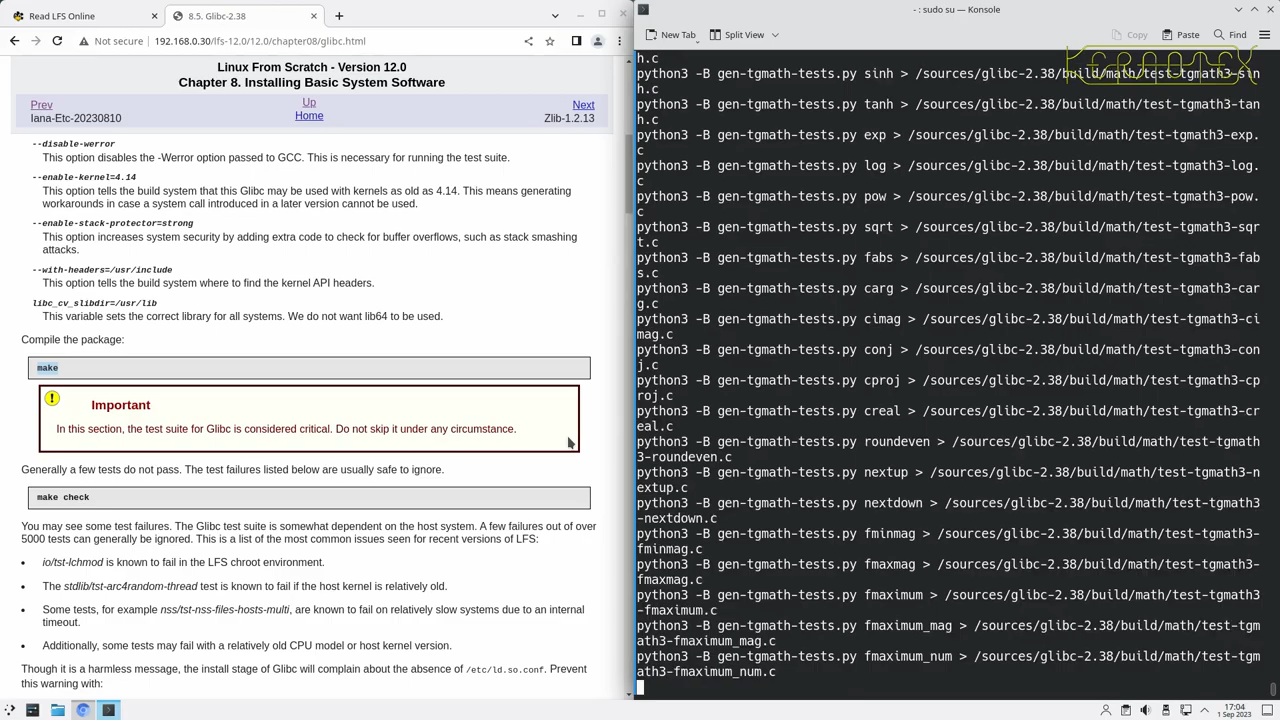 Read LFS Online
8.5. Glibc-2.38
Not secure
192.168.0.30/lfs-12.0/12.0/chapter08/glibc.html
Linux From Scratch - Version 12.0
Chapter 8. Installing Basic System Software
Prev
Up
Next
Iana-Etc-20230810
Home
Zlib-1.2.13
--disable-werror
This option disables the -Werror option passed to GCC. This is necessary for running the test suite.
--enable-kernel=4.14
This option tells the build system that this Glibc may be used with kernels as old as 4.14. This means generating
workarounds in case a system call introduced in a later version cannot be used.
--enable-stack-protector=strong
This option increases system security by adding extra code to check for buffer overflows, such as stack smashing
attacks.
--with-headers=/usr/include
This option tells the build system where to find the kernel API headers.
libc_cv_slibdir=/usr/lib
This variable sets the correct library for all systems. We do not want lib64 to be used.
Compile the package:
make
Important
In this section, the test suite for Glibc is considered critical. Do not skip it under any circumstance.
Generally a few tests do not pass. The test failures listed below are usually safe to ignore.
make check
You may see some test failures. The Glibc test suite is somewhat dependent on the host system. A few failures out of over
5000 tests can generally be ignored. This is a list of the most common issues seen for recent versions of LFS:
• io/tst-lchmod is known to fail in the LFS chroot environment.
• The stdlib/tst-arc4random-thread test is known to fail if the host kernel is relatively old.
• Some tests, for example nss/tst-nss-files-hosts-multi, are known to fail on relatively slow systems due to an internal
timeout.
• Additionally, some tests may fail with a relatively old CPU model or host kernel version.
Though it is a harmless message, the install stage of Glibc will complain about the absence of /etc/ld.so.conf. Prevent
this warning with:
- : sudo su — Konsole
New Tab
Split View
Copy
Paste
Find
KERNOTEX
h.c
python3 -B gen-tgmath-tests.py sinh > /sources/glibc-2.38/build/math/test-tgmath3-sin
h.c
python3 -B gen-tgmath-tests.py tanh > /sources/glibc-2.38/build/math/test-tgmath3-tan
h.c
python3 -B gen-tgmath-tests.py exp > /sources/glibc-2.38/build/math/test-tgmath3-exp.
c
python3 -B gen-tgmath-tests.py log > /sources/glibc-2.38/build/math/test-tgmath3-log.
c
python3 -B gen-tgmath-tests.py pow > /sources/glibc-2.38/build/math/test-tgmath3-pow.
c
python3 -B gen-tgmath-tests.py sqrt > /sources/glibc-2.38/build/math/test-tgmath3-sqr
t.c
python3 -B gen-tgmath-tests.py fabs > /sources/glibc-2.38/build/math/test-tgmath3-fab
s.c
python3 -B gen-tgmath-tests.py carg > /sources/glibc-2.38/build/math/test-tgmath3-car
g.c
python3 -B gen-tgmath-tests.py cimag > /sources/glibc-2.38/build/math/test-tgmath3-ci
mag.c
python3 -B gen-tgmath-tests.py conj > /sources/glibc-2.38/build/math/test-tgmath3-con
j.c
python3 -B gen-tgmath-tests.py cproj > /sources/glibc-2.38/build/math/test-tgmath3-cp
roj.c
python3 -B gen-tgmath-tests.py creal > /sources/glibc-2.38/build/math/test-tgmath3-cr
eal.c
python3 -B gen-tgmath-tests.py roundeven > /sources/glibc-2.38/build/math/test-tgmath
3-roundeven.c
python3 -B gen-tgmath-tests.py nextup > /sources/glibc-2.38/build/math/test-tgmath3-n
extup.c
python3 -B gen-tgmath-tests.py nextdown > /sources/glibc-2.38/build/math/test-tgmath3
-nextdown.c
python3 -B gen-tgmath-tests.py fminmag > /sources/glibc-2.38/build/math/test-tgmath3-
fminmag.c
python3 -B gen-tgmath-tests.py fmaxmag > /sources/glibc-2.38/build/math/test-tgmath3-
fmaxmag.c
python3 -B gen-tgmath-tests.py fmaximum > /sources/glibc-2.38/build/math/test-tgmath3
-fmaximum.c
python3 -B gen-tgmath-tests.py fmaximum_mag > /sources/glibc-2.38/build/math/test-tgm
ath3-fmaximum_mag.c
python3 -B gen-tgmath-tests.py fmaximum_num > /sources/glibc-2.38/build/math/test-tgm
ath3-fmaximum_num.c
17:04
1 Sep 2023